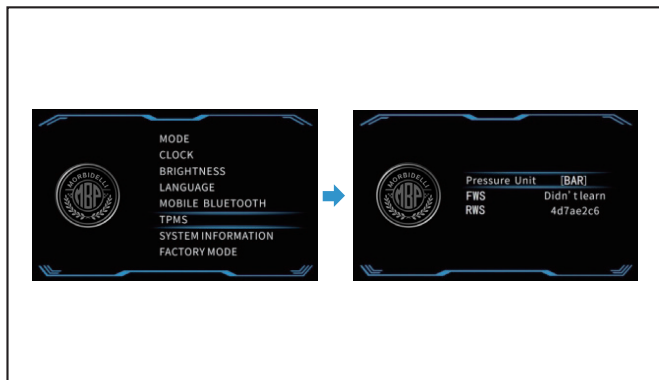 MORBIDELLI
MBP
MODE
CLOCK
BRIGHTNESS
LANGUAGE
MOBILE BLUETOOTH
TPMS
SYSTEM INFORMATION
FACTORY MODE
MORBIDELLI
MBP
Pressure Unit [BAR]
FWS Didn't learn
RWS 4d7ae2c6